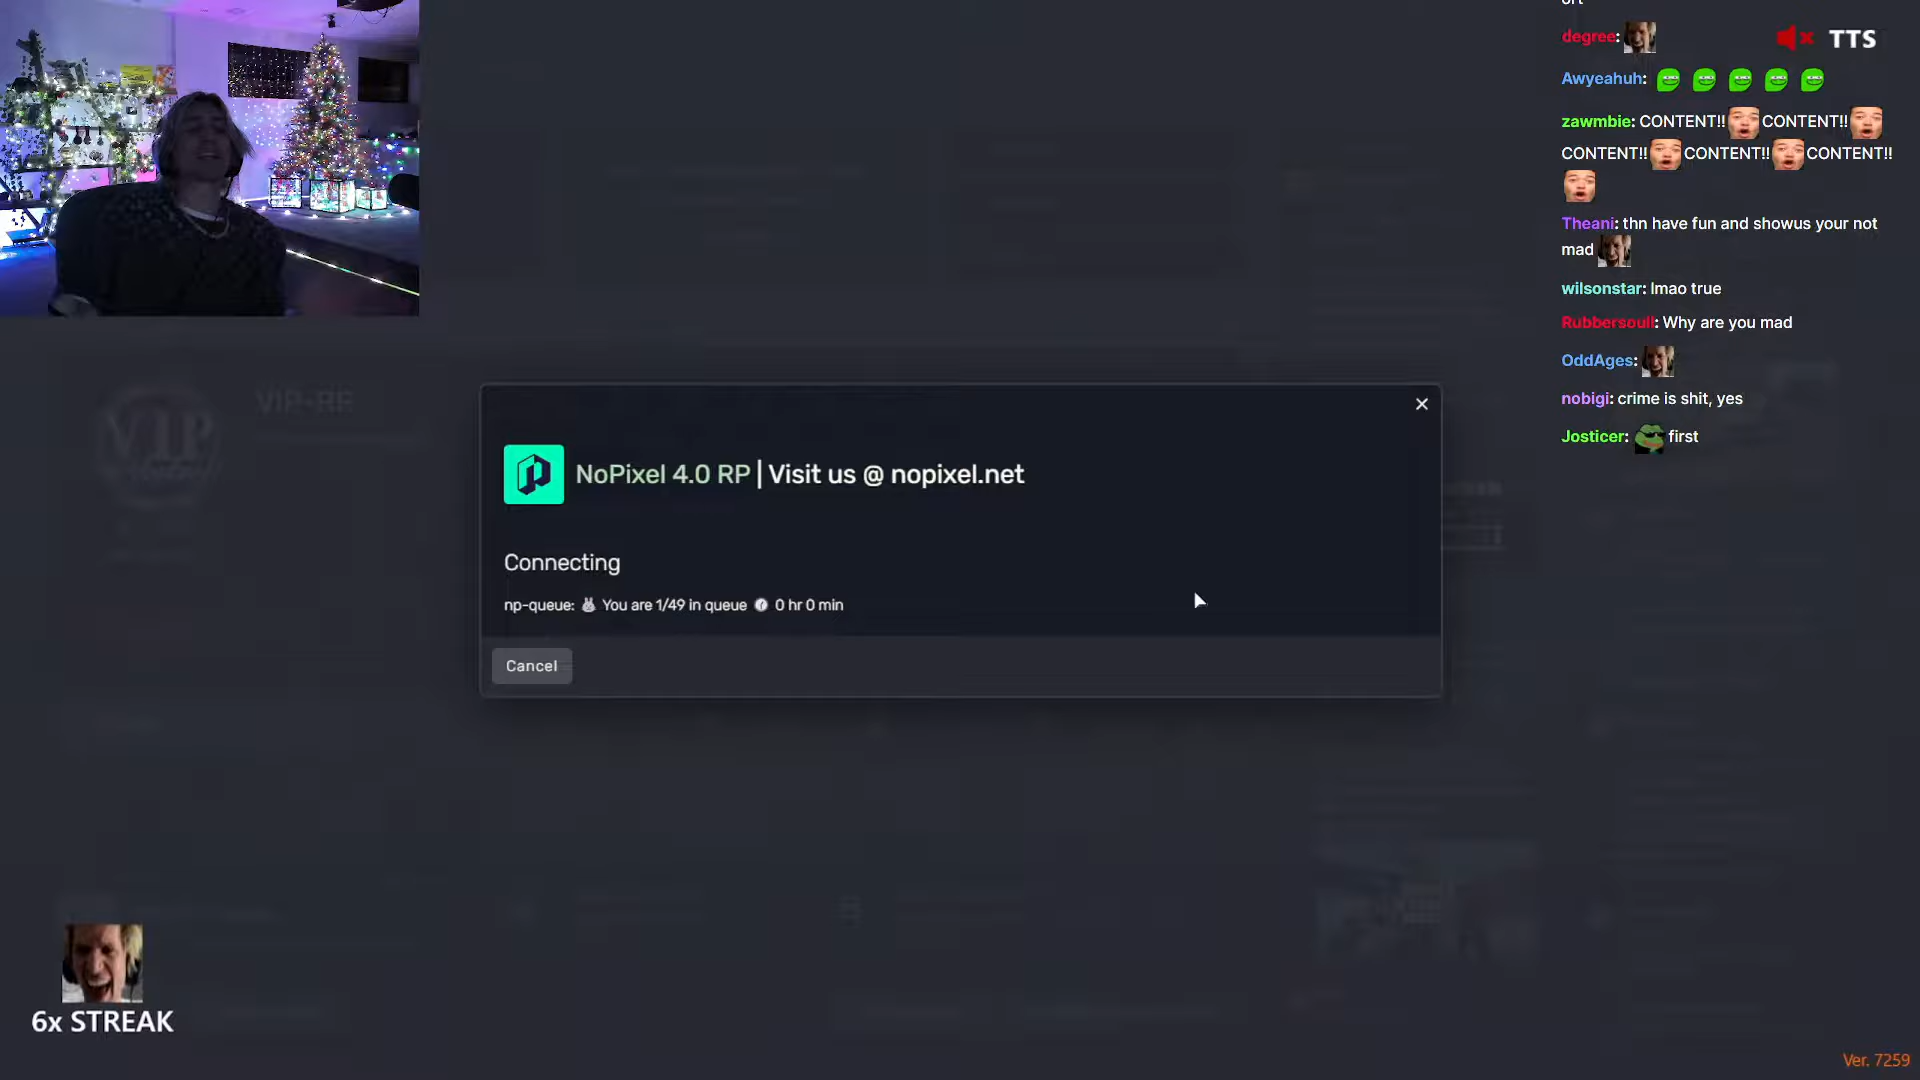 degree:
TTS
Awyeahuh:
zawmbie: CONTENT!! CONTENT!!
CONTENT!! CONTENT!! CONTENT!!
Theani: thn have fun and showus your not
mad
wilsonstar: lmao true
Rubbersoull: Why are you mad
OddAges:
nobigi: crime is shit, yes
Josticer: first
VIP
NoPixel 4.0 RP | Visit us @ nopixel.net
Connecting
np-queue: You are 1/49 in queue 0 hr 0 min
Cancel
6x STREAK
Ver. 7259